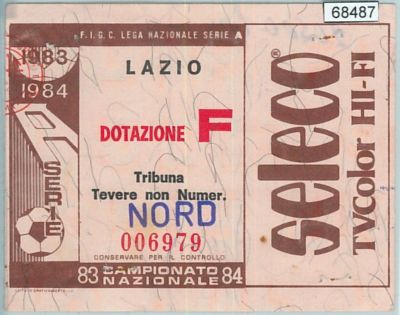 68487
F.I.G.C. LEGA NAZIONALE SERIE A
1983
1984
LAZIO
DOTAZIONE F
SERIE
Tribuna
Tevere non Numer.
NORD
006979
CONSERVARE PER IL CONTROLLO
83 CAMPIONATO 84
NAZIONALE
seleco®
TVcolor HI-FI